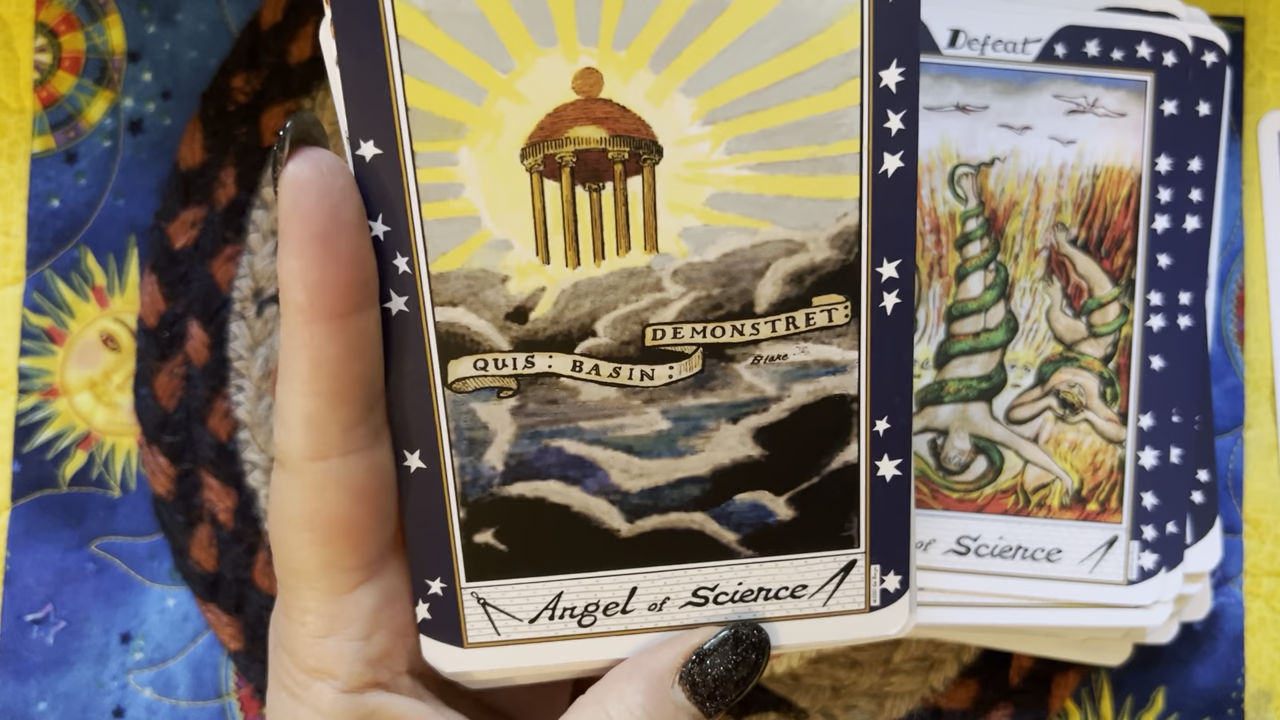 Defeat
DEMONSTRET:
QUIS: BASIN:
Blake
Angel of Science
of Science